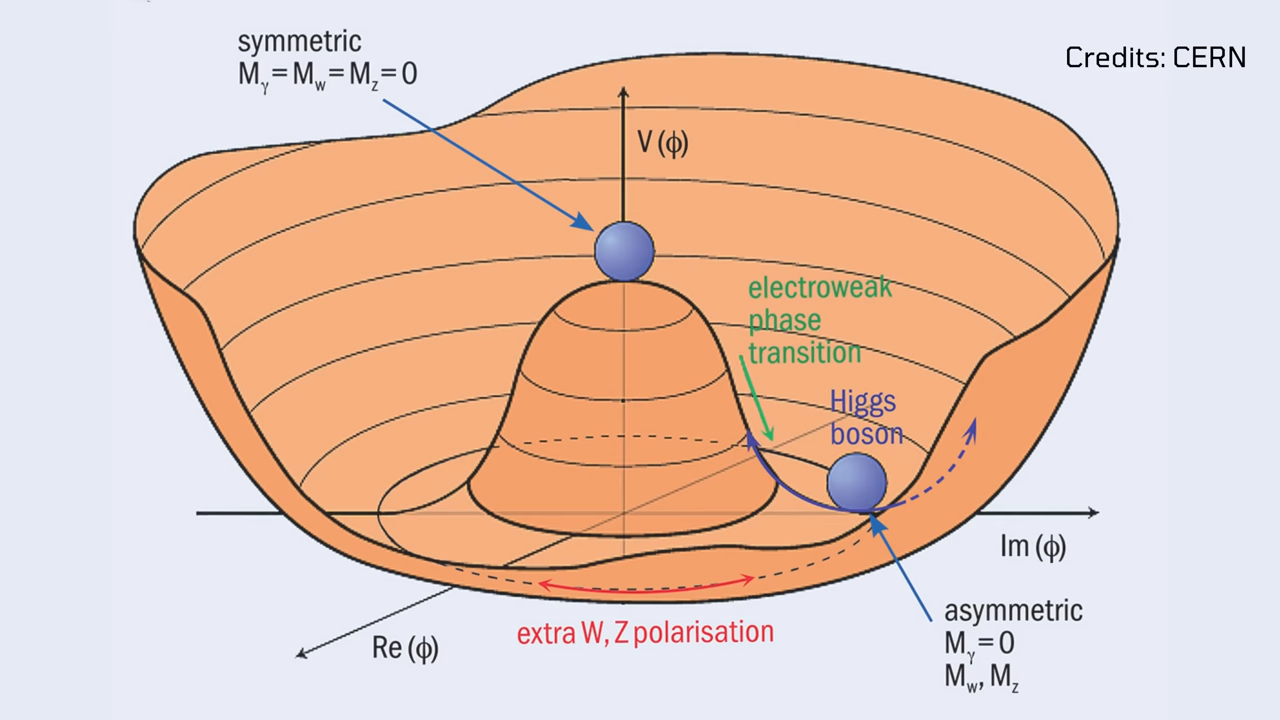 symmetric
Mγ = Mw = Mz = 0
Credits: CERN
V (ϕ)
electroweak
phase
transition
Higgs
boson
Im (ϕ)
asymmetric
Mγ = 0
Mw, Mz
extra W, Z polarisation
Re (ϕ)